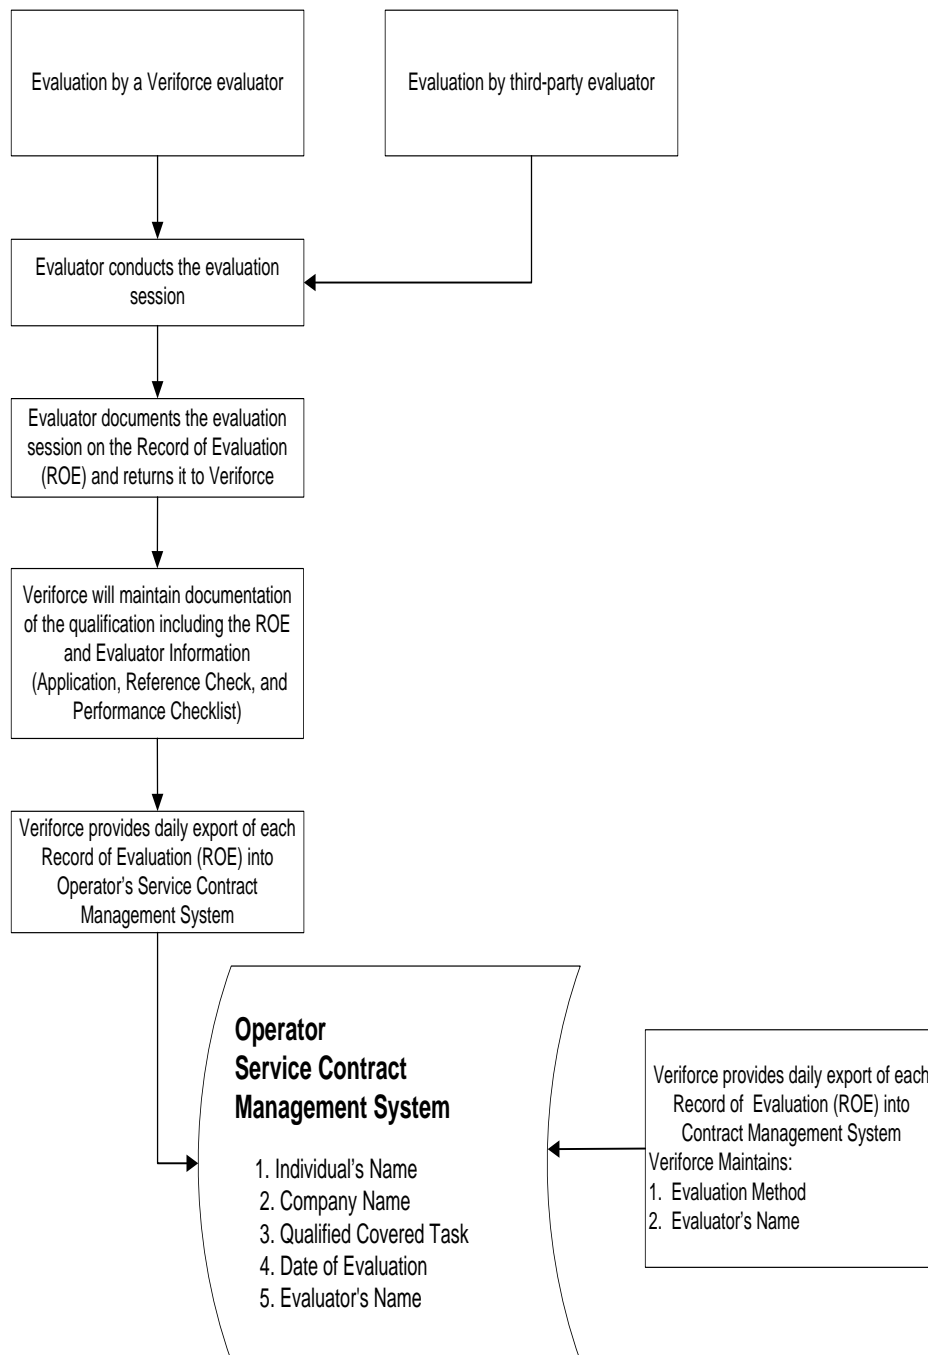 Evaluation by a Veriforce evaluator
Evaluation by third-party evaluator
Evaluator conducts the evaluation
session
Evaluator documents the evaluation
session on the Record of Evaluation
(ROE) and returns it to Veriforce
Veriforce will maintain documentation
of the qualification including the ROE
and Evaluator Information
(Application, Reference Check, and
Performance Checklist)
Veriforce provides daily export of each
Record of Evaluation (ROE) into
Operator's Service Contract
Management System
Operator
Service Contract
Management System
1. Individual's Name
2. Company Name
3. Qualified Covered Task
4. Date of Evaluation
5. Evaluator's Name
Veriforce provides daily export of each
Record of Evaluation (ROE) into
Contract Management System
Veriforce Maintains:
1. Evaluation Method
2. Evaluator's Name